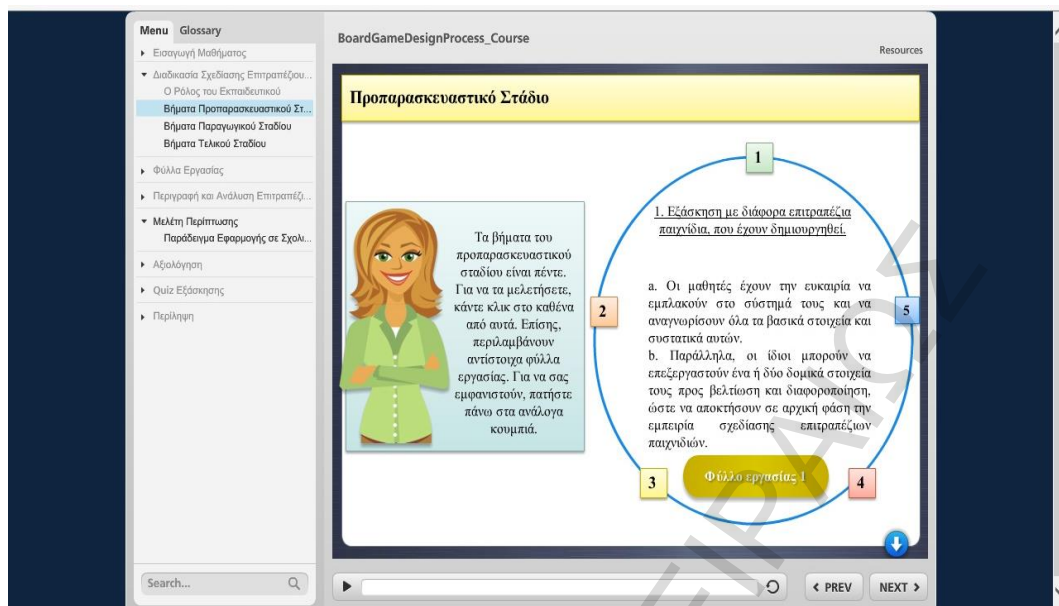 Menu Glossary
Εισαγωγή Μαθήματος
Διαδικασία Σχεδίασης Επιτραπέζιου...
Ο Ρόλος του Εκπαιδευτικού
Βήματα Προπαρασκευαστικού Στ...
Βήματα Παραγωγικού Σταδίου
Βήματα Τελικού Σταδίου
Φύλλα Εργασίας
Περιγραφή και Ανάλυση Επιτραπέζι...
Μελέτη Περίπτωσης
Παράδειγμα Εφαρμογής σε Σχολι...
Αξιολόγηση
Quiz Εξάσκησης
Περίληψη
Search...
BoardGameDesignProcess_Course
Resources
Προπαρασκευαστικό Στάδιο
Τα βήματα του
προπαρασκευαστικού
σταδίου είναι πέντε.
Για να τα μελετήσετε,
κάντε κλικ στο καθένα
από αυτά. Επίσης,
περιλαμβάνουν
αντίστοιχα φύλλα
εργασίας. Για να σας
εμφανιστούν, πατήστε
πάνω στα ανάλογα
κουμπιά.
1
1. Εξάσκηση με διάφορα επιτραπέζια
παιχνίδια, που έχουν δημιουργηθεί.
a. Οι μαθητές έχουν την ευκαιρία να
εμπλακούν στο σύστημά τους και να
αναγνωρίσουν όλα τα βασικά στοιχεία και
συστατικά αυτών.
b. Παράλληλα, οι ίδιοι μπορούν να
επεξεργαστούν ένα ή δύο δομικά στοιχεία
τους προς βελτίωση και διαφοροποίηση,
ώστε να αποκτήσουν σε αρχική φάση την
εμπειρία σχεδίασης επιτραπέζιων
παιχνιδιών.
2
5
3
Φύλλο εργασίας 1
4
PREV
NEXT
ΕΙΡΑΙΩΣ